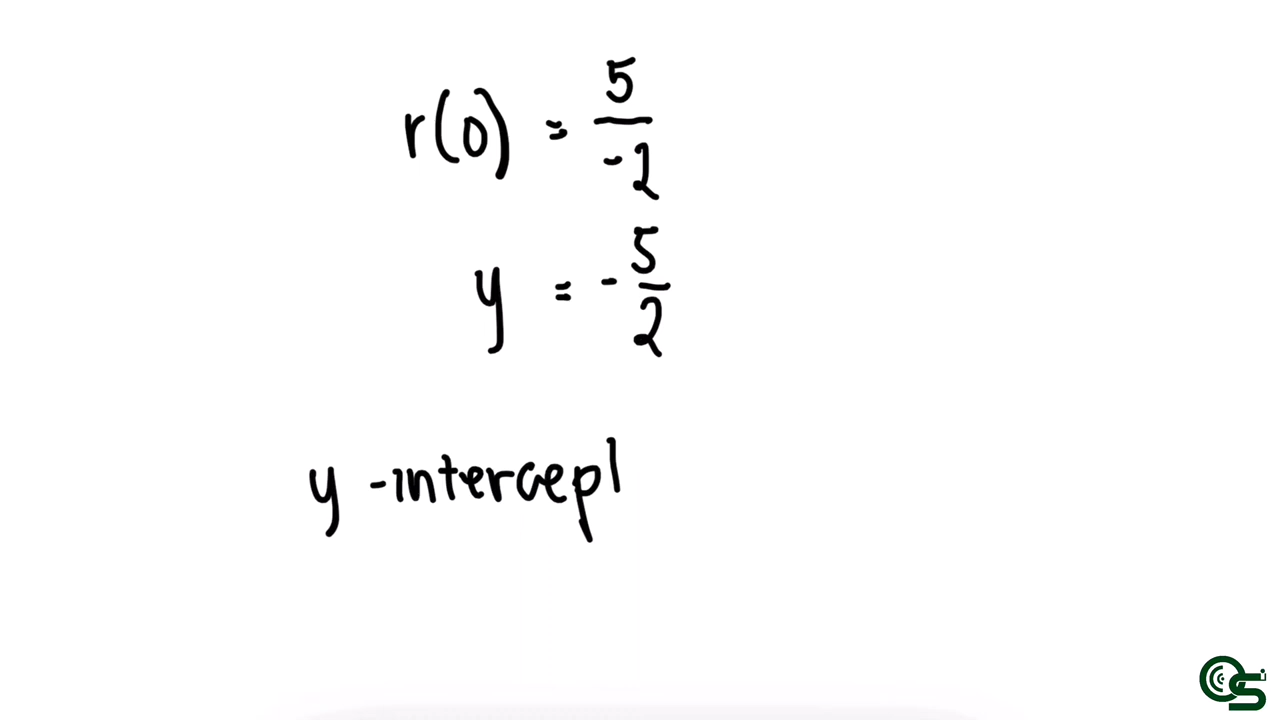 r(0) = 5/-2
y = -5/2
y-intercept